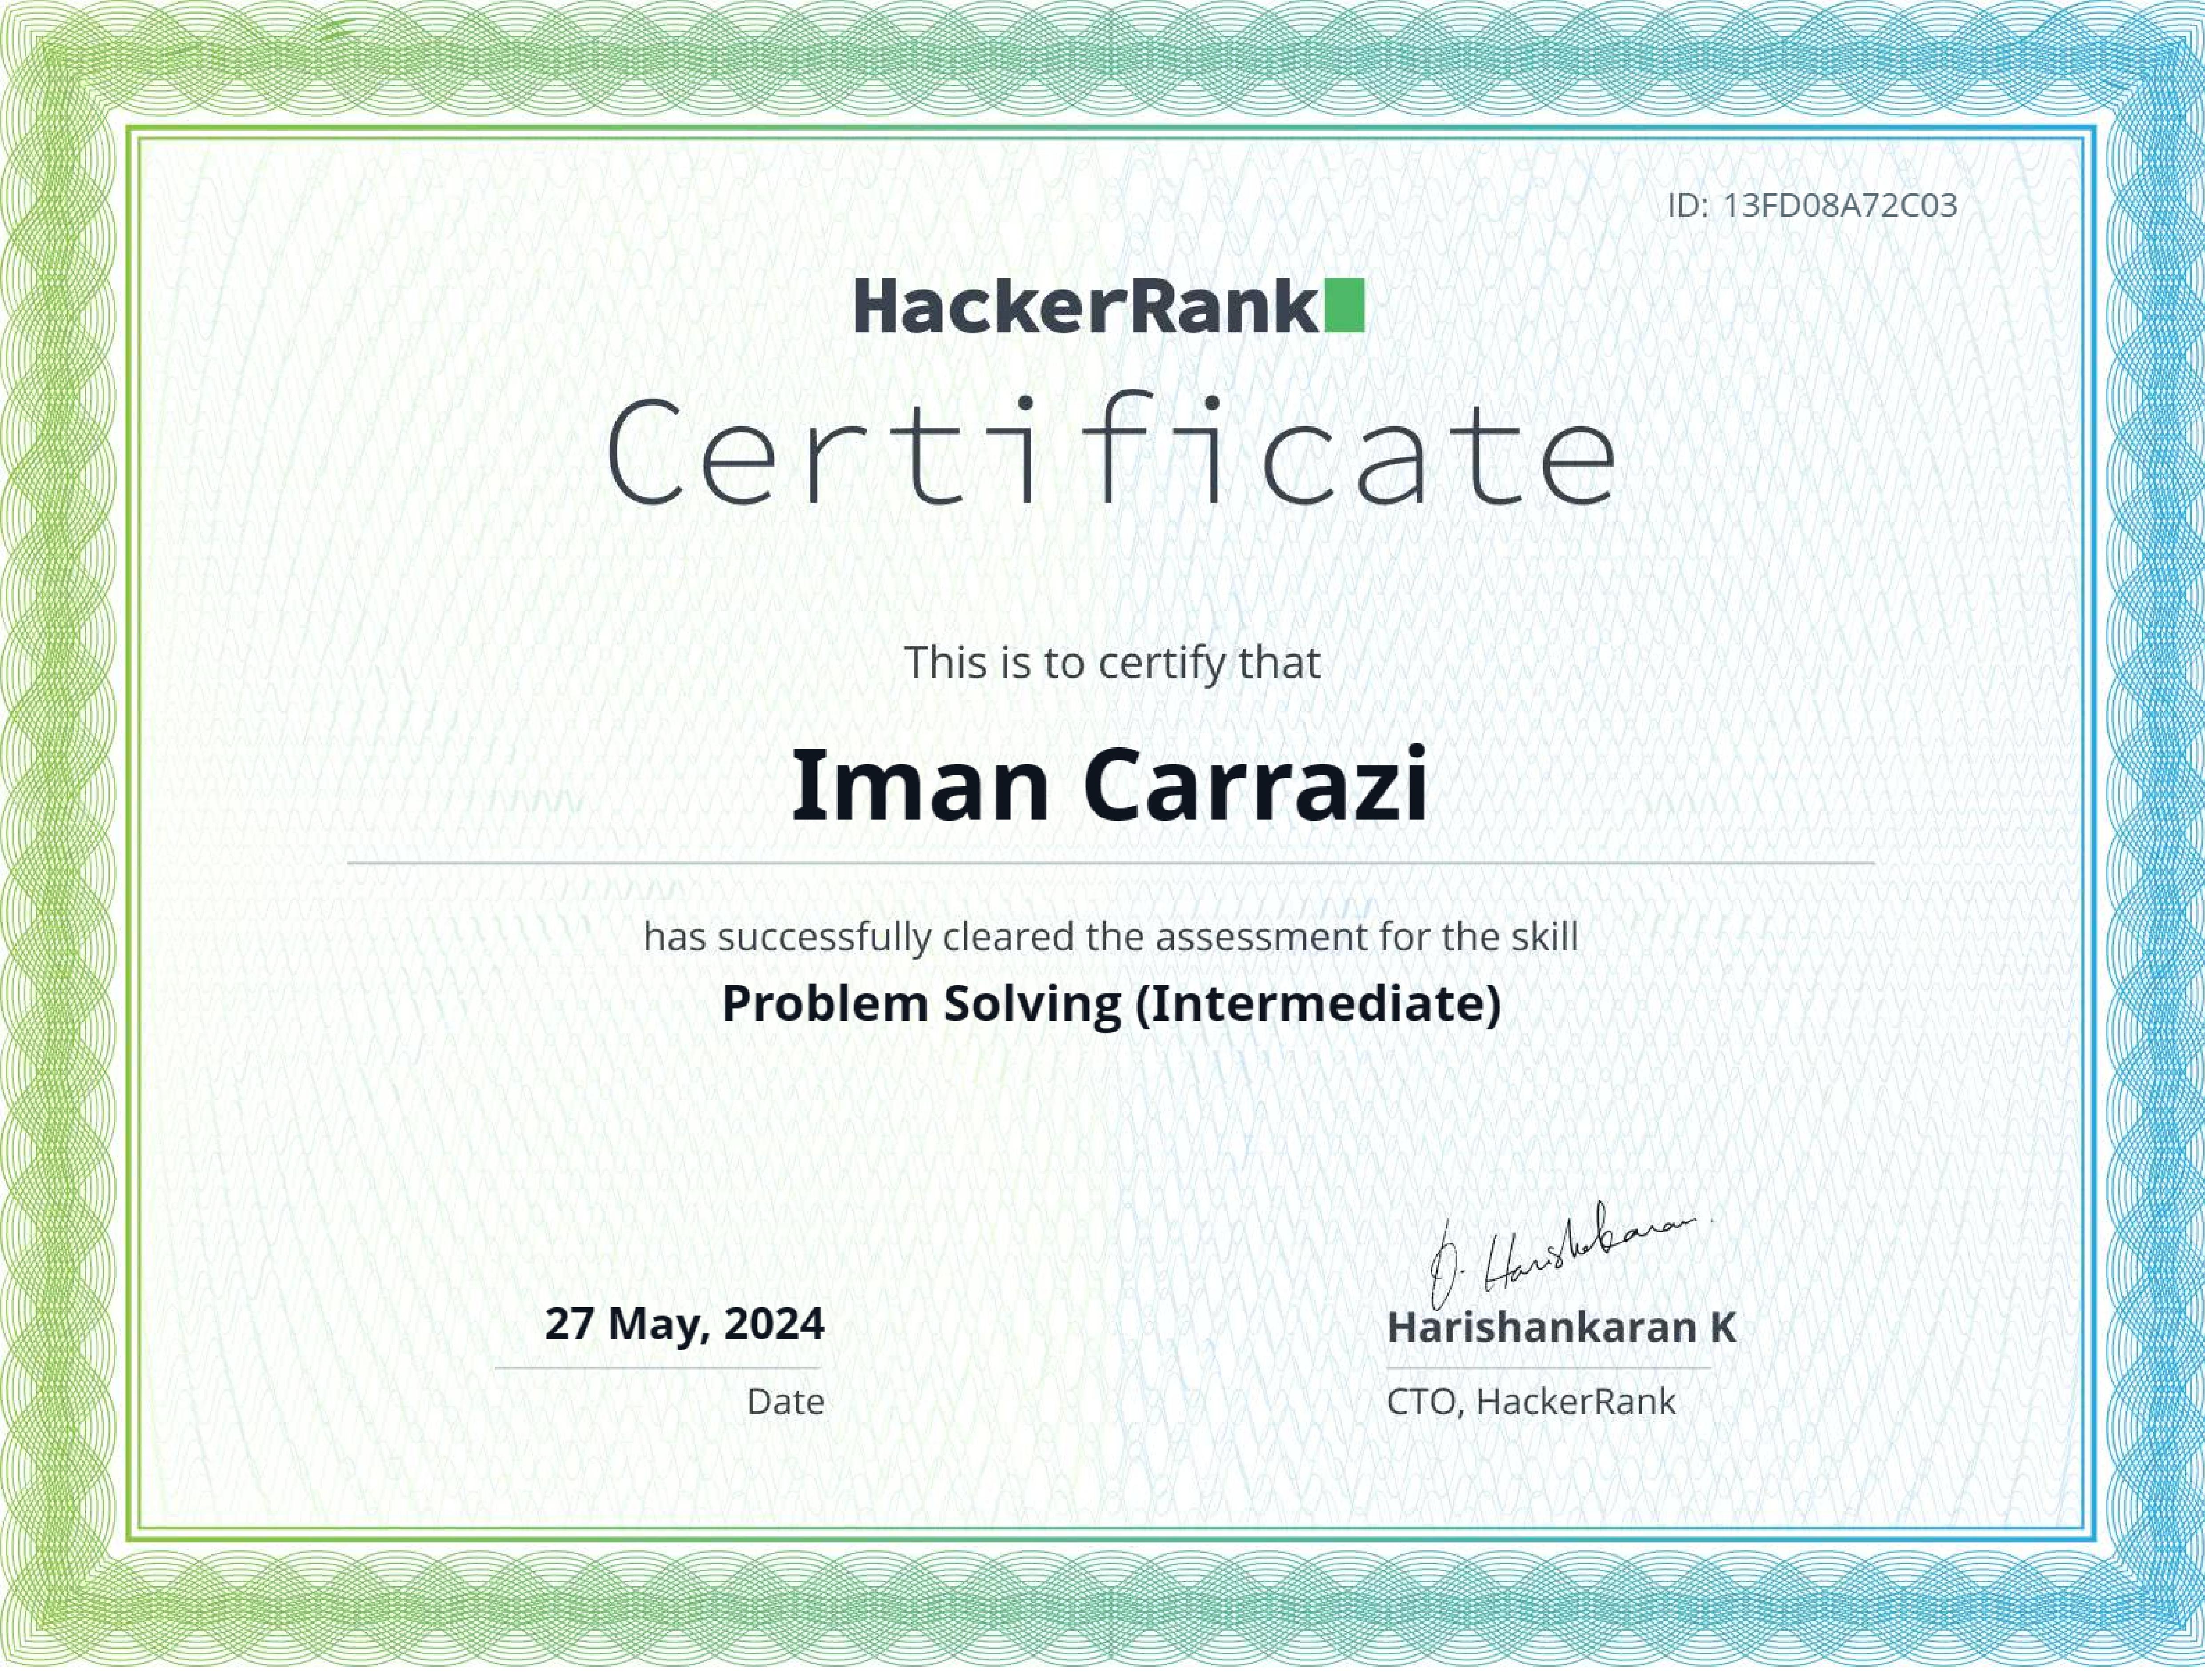 ID: 13FD08A72C03
HackerRank
Certificate
This is to certify that
Iman Carrazi
has successfully cleared the assessment for the skill
Problem Solving (Intermediate)
27 May, 2024
Date
Harishankaran K
CTO, HackerRank